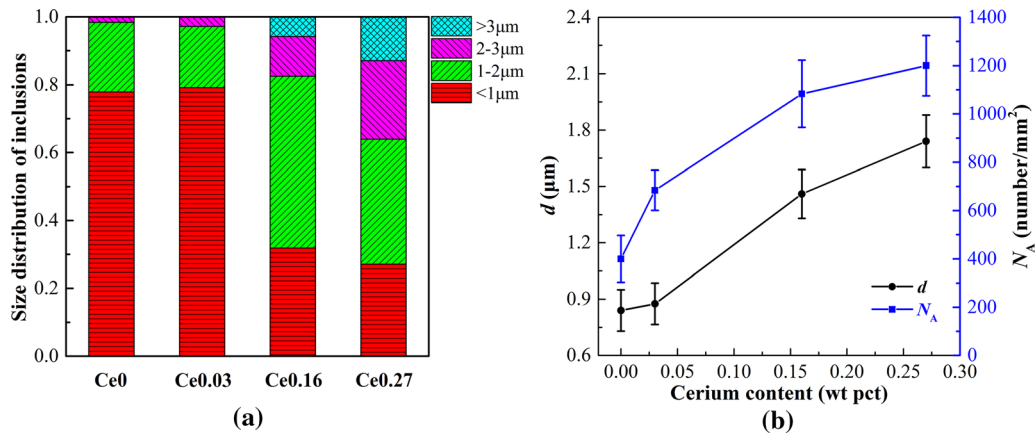 Size distribution of inclusions
1.0
0.8
0.6
0.4
0.2
0.0
Ce0 Ce0.03 Ce0.16 Ce0.27
>3μm
2-3μm
1-2μm
<1μm
(a)
d (μm)
2.4
2.1
1.8
1.5
1.2
0.9
0.6
0.00 0.05 0.10 0.15 0.20 0.25 0.30
Cerium content (wt pct)
d
N_A
1400
1200
1000
800
600
400
200
0
N_A (number/mm²)
(b)